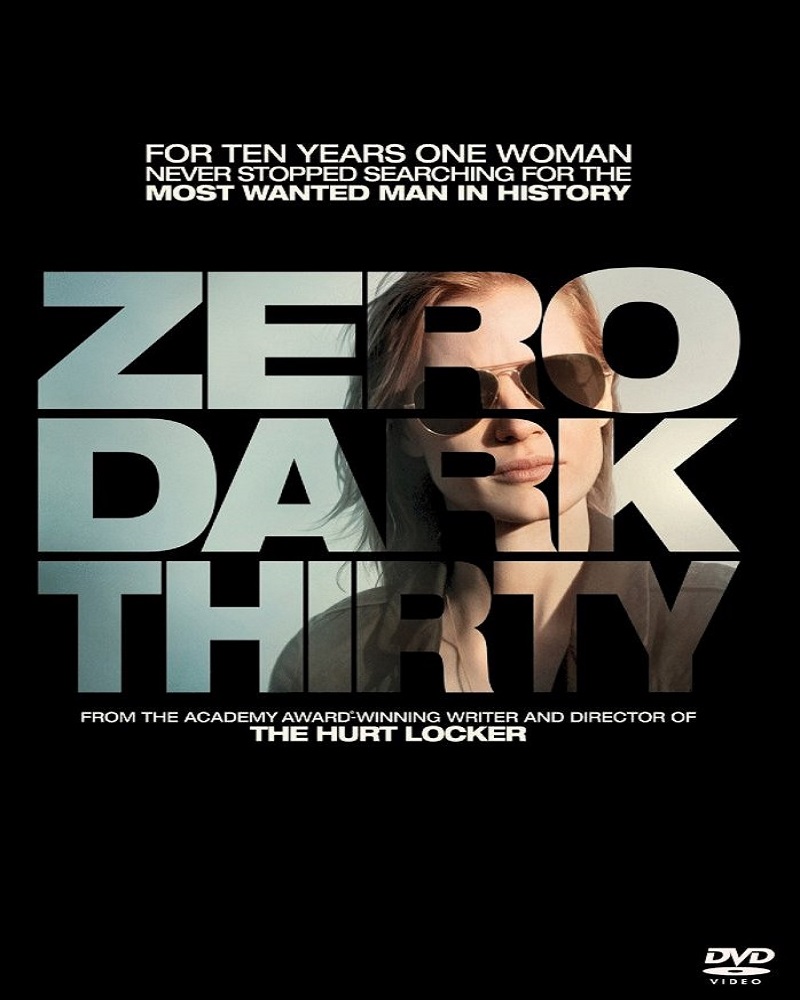 FOR TEN YEARS ONE WOMAN
NEVER STOPPED SEARCHING FOR THE
MOST WANTED MAN IN HISTORY
ZERO
DARK
THIRTY
FROM THE ACADEMY AWARD®-WINNING WRITER AND DIRECTOR OF
THE HURT LOCKER
DVD
VIDEO